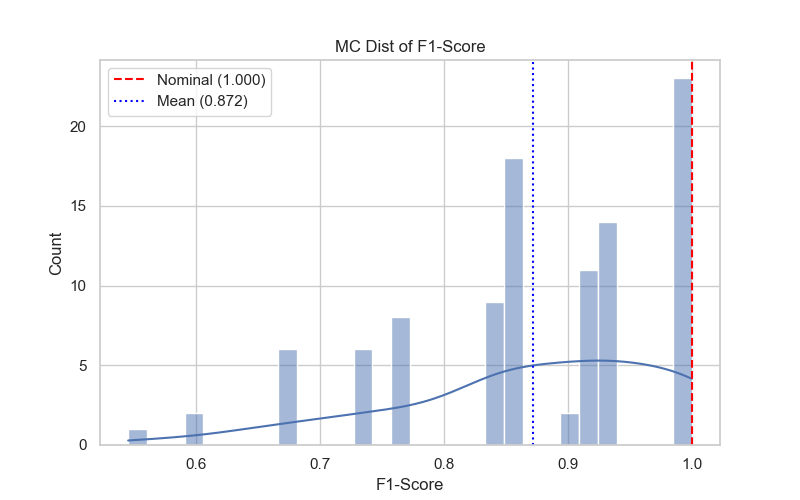 MC Dist of F1-Score
Nominal (1.000)
Mean (0.872)
20
15
10
5
0
Count
0.6 0.7 0.8 0.9 1.0
F1-Score